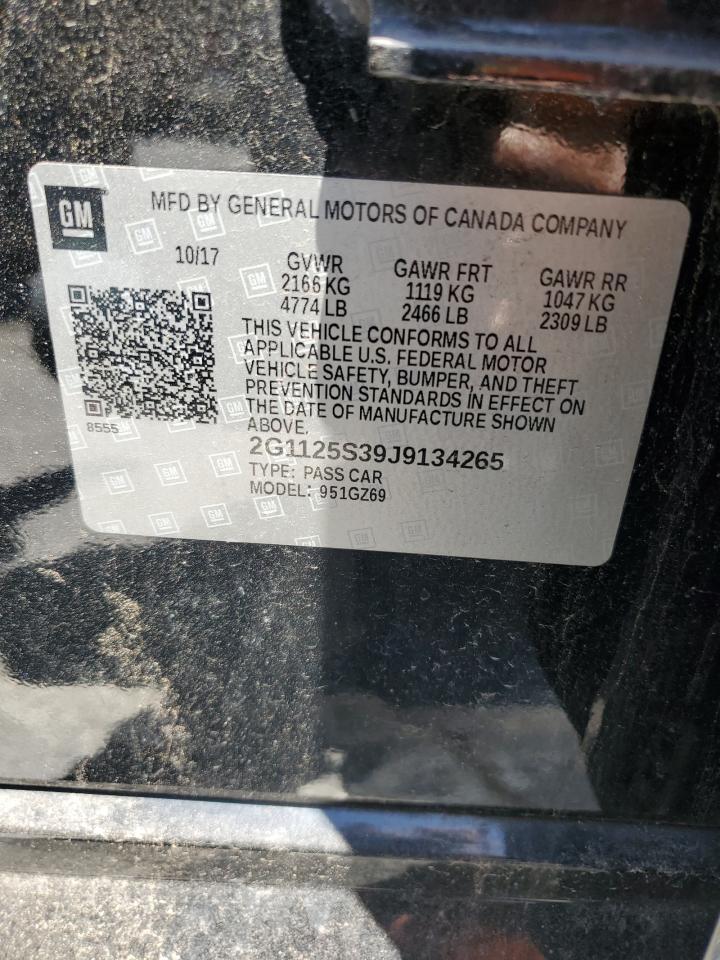 GM
MFD BY GENERAL MOTORS OF CANADA COMPANY
10/17
GVWR GAWR FRT GAWR RR
2166 KG 1119 KG 1047 KG
4774 LB 2466 LB 2309 LB
THIS VEHICLE CONFORMS TO ALL
APPLICABLE U.S. FEDERAL MOTOR
VEHICLE SAFETY, BUMPER, AND THEFT
PREVENTION STANDARDS IN EFFECT ON
THE DATE OF MANUFACTURE SHOWN
ABOVE.
8555
2G1125S39J9134265
TYPE: PASS CAR
MODEL: 951GZ69